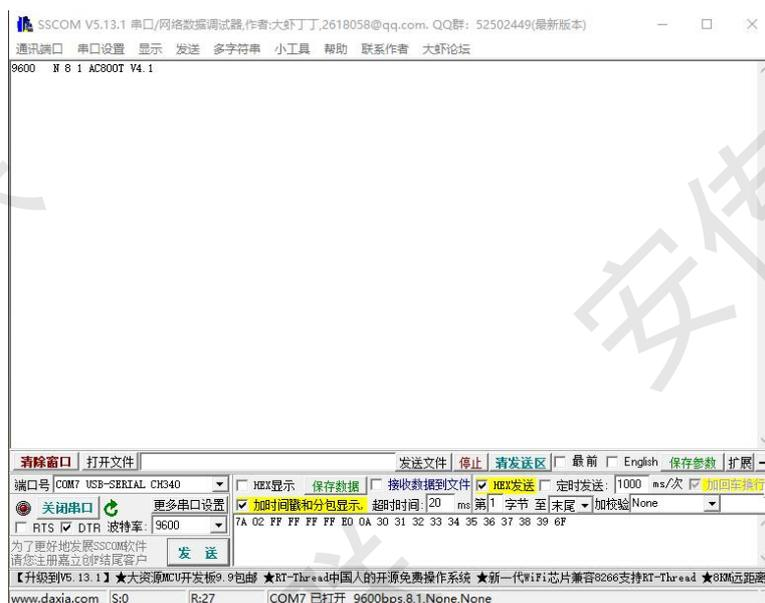 SSCOM V5.13.1 串口/网络数据调试器,作者:大虾丁丁,2618058@qq.com. QQ群: 52502449(最新版本)
通讯端口 串口设置 显示 发送 多字符串 小工具 帮助 联系作者 大虾论坛
9600 N 8 1 AC800T V4.1
清除窗口 打开文件 发送文件 停止 清发送区 最前 English 保存参数 扩展 —
端口号 COM7 USB-SERIAL CH340 HEX显示 保存数据 接收数据到文件 HEX发送 定时发送: 1000 ms/次 加回车换行
关闭串口 更多串口设置 加时间戳和分包显示. 超时时间: 20 ms 第 1 字节 至 末尾 加校验 None
RTS DTR 波特率: 9600 7A 02 FF FF FF FF E0 0A 30 31 32 33 34 35 36 37 38 39 6F
为了更好地发展SSCOM软件
请您注册嘉立创F结尾客户 发 送
【升级到V5.13.1】★大资源MCU开发板9.9包邮 ★RT-Thread中国人的开源免费操作系统 ★新一代WiFi芯片兼容8266支持RT-Thread ★8KM远距离
www.daxia.com S:0 R:27 COM7 已打开 9600bps,8,1,None,None
安传